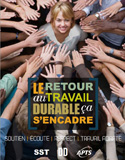 LE RETOUR
au TRAVAIL
DURABLE ça
S'ENCADRE
SOUTIEN | ÉCOUTE | RESPECT | TRAVAIL ADAPTÉ
SST
APTS